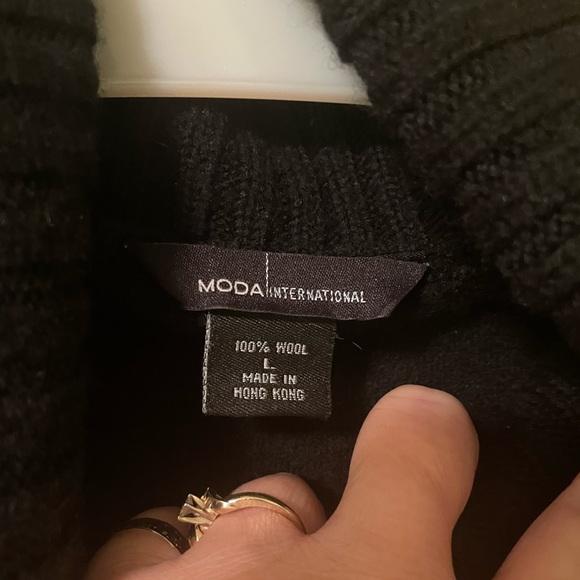 MODA INTERNATIONAL
100% WOOL
L
MADE IN
HONG KONG